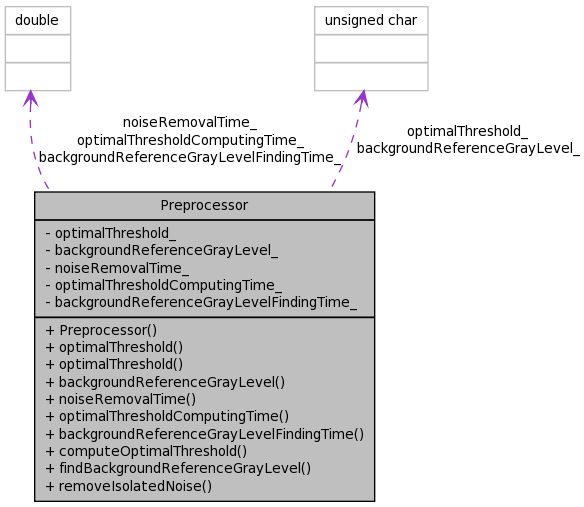 double
unsigned char
noiseRemovalTime_
optimalThresholdComputingTime_
backgroundReferenceGrayLevelFindingTime_
optimalThreshold_
backgroundReferenceGrayLevel_
Preprocessor
- optimalThreshold_
- backgroundReferenceGrayLevel_
- noiseRemovalTime_
- optimalThresholdComputingTime_
- backgroundReferenceGrayLevelFindingTime_
+ Preprocessor()
+ optimalThreshold()
+ optimalThreshold()
+ backgroundReferenceGrayLevel()
+ noiseRemovalTime()
+ optimalThresholdComputingTime()
+ backgroundReferenceGrayLevelFindingTime()
+ computeOptimalThreshold()
+ findBackgroundReferenceGrayLevel()
+ removeIsolatedNoise()